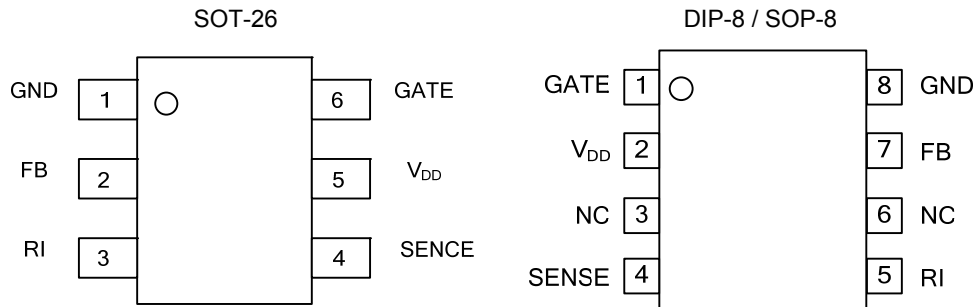 SOT-26
GND 1 6 GATE
FB 2 5 VDD
RI 3 4 SENCE
DIP-8 / SOP-8
GATE 1 8 GND
VDD 2 7 FB
NC 3 6 NC
SENSE 4 5 RI